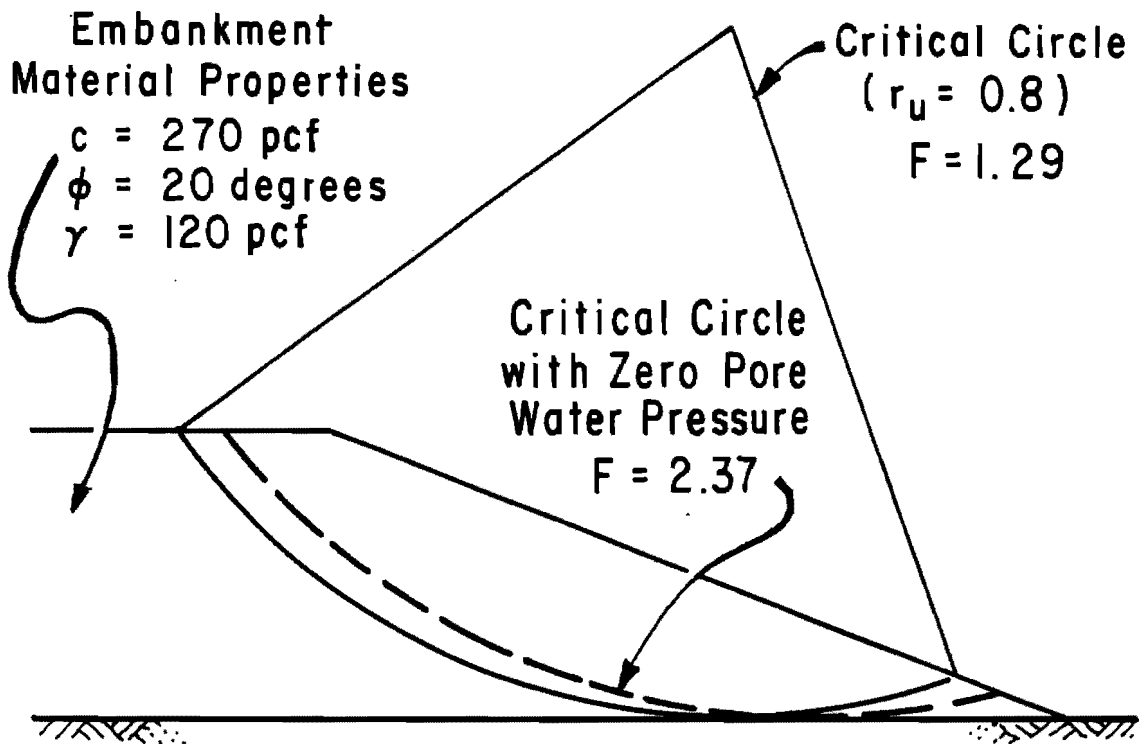 Embankment
Material Properties
c = 270 pcf
ϕ = 20 degrees
γ = 120 pcf
Critical Circle
( rᵤ = 0.8 )
F = 1.29
Critical Circle
with Zero Pore
Water Pressure
F = 2.37